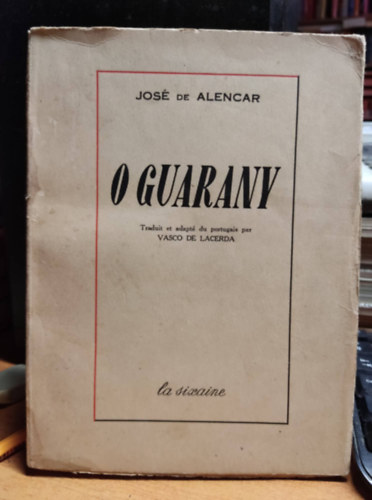 JOSÉ DE ALENCAR
O GUARANY
Traduit et adapté du portugais par
VASCO DE LACERDA
la sixaine